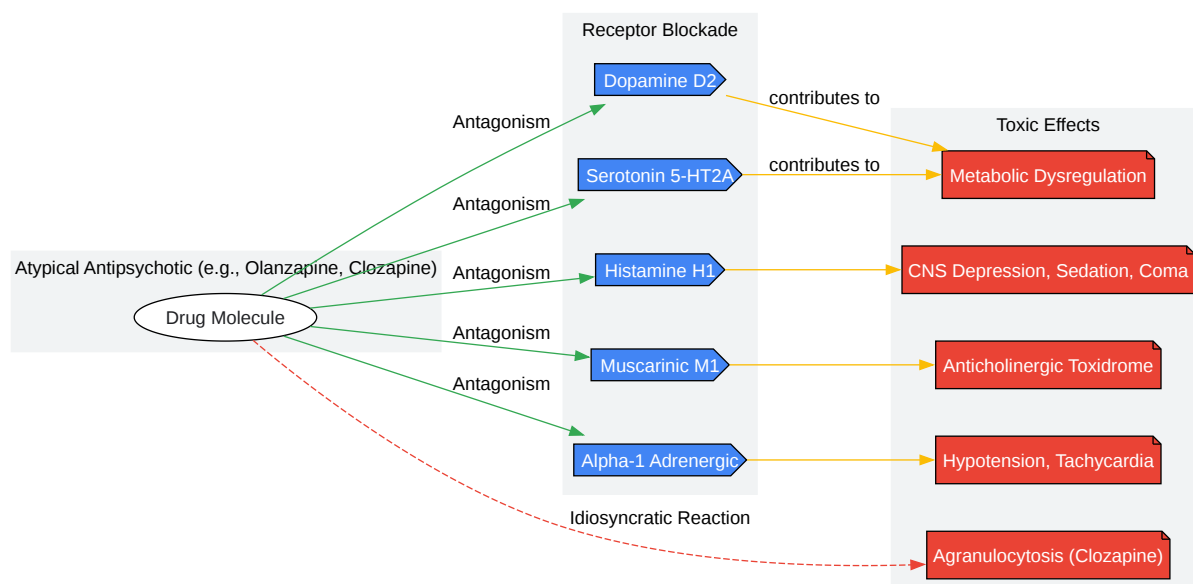 Receptor Blockade
Dopamine D2
contributes to
Antagonism
Toxic Effects
Serotonin 5-HT2A
contributes to
Metabolic Dysregulation
Antagonism
Atypical Antipsychotic (e.g., Olanzapine, Clozapine)
Antagonism
Histamine H1
CNS Depression, Sedation, Coma
Drug Molecule
Antagonism
Muscarinic M1
Anticholinergic Toxidrome
Antagonism
Alpha-1 Adrenergic
Hypotension, Tachycardia
Idiosyncratic Reaction
Agranulocytosis (Clozapine)